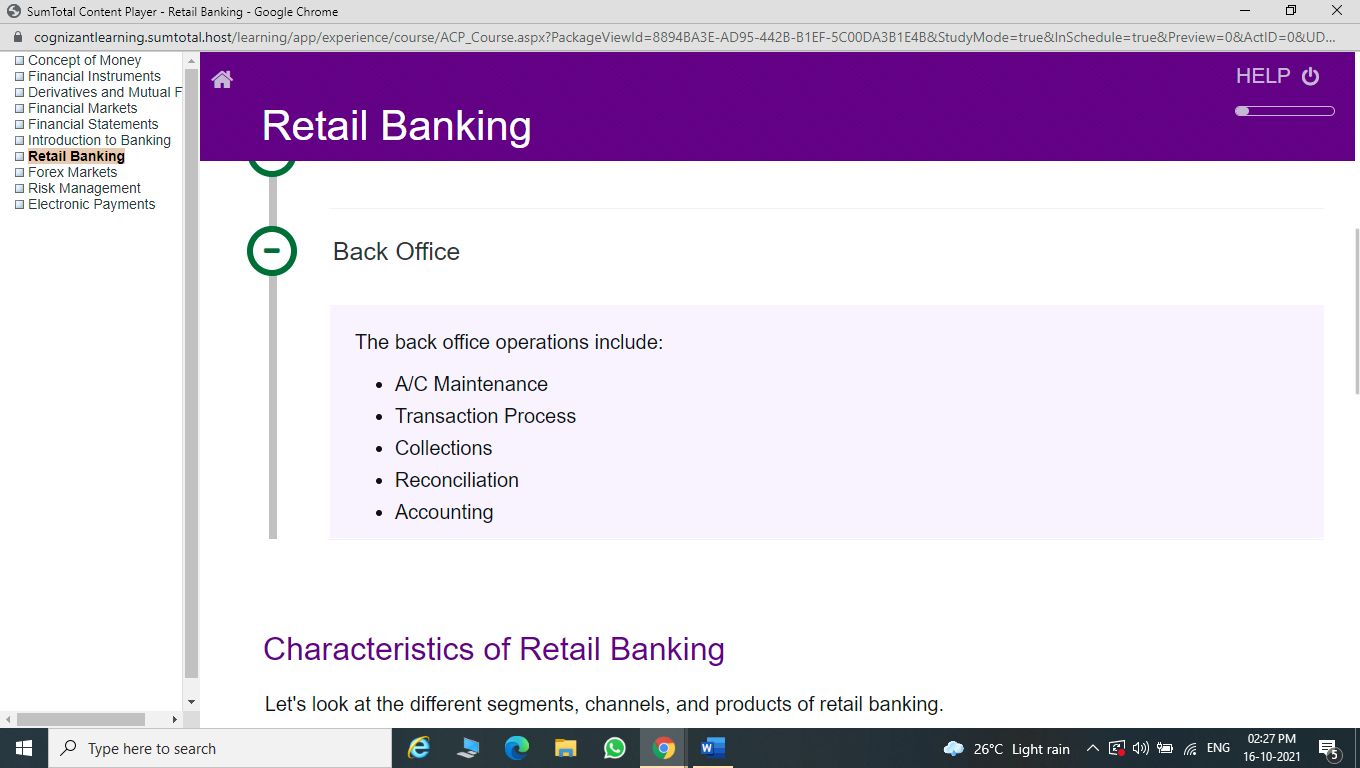 SumTotal Content Player - Retail Banking - Google Chrome
cognizantlearning.sumtotal.host/learning/app/experience/course/ACP_Course.aspx?PackageViewId=8894BA3E-AD95-442B-B1EF-5C00DA3B1E4B&StudyMode=true&InSchedule=true&Preview=0&ActID=0&UD...
Concept of Money
Financial Instruments
Derivatives and Mutual F
Financial Markets
Financial Statements
Introduction to Banking
Retail Banking
Forex Markets
Risk Management
Electronic Payments
HELP
Retail Banking
Back Office
The back office operations include:
• A/C Maintenance
• Transaction Process
• Collections
• Reconciliation
• Accounting
Characteristics of Retail Banking
Let's look at the different segments, channels, and products of retail banking.
Type here to search
26°C Light rain
ENG
02:27 PM
16-10-2021
5